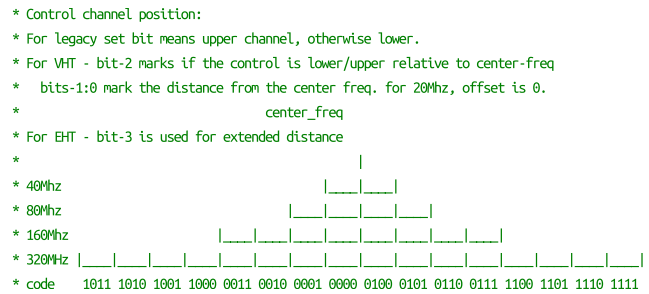 * Control channel position:
* For legacy set bit means upper channel, otherwise lower.
* For VHT - bit-2 marks if the control is lower/upper relative to center-freq
*   bits-1:0 mark the distance from the center freq. for 20Mhz, offset is 0.
*                                   center_freq
* For EHT - bit-3 is used for extended distance
*                                                |
* 40Mhz                                     |____|____|
* 80Mhz                                |____|____|____|____|
* 160Mhz                     |____|____|____|____|____|____|____|____|
* 320MHz |____|____|____|____|____|____|____|____|____|____|____|____|____|____|____|____|
* code    1011 1010 1001 1000 0011 0010 0001 0000 0100 0101 0110 0111 1100 1101 1110 1111